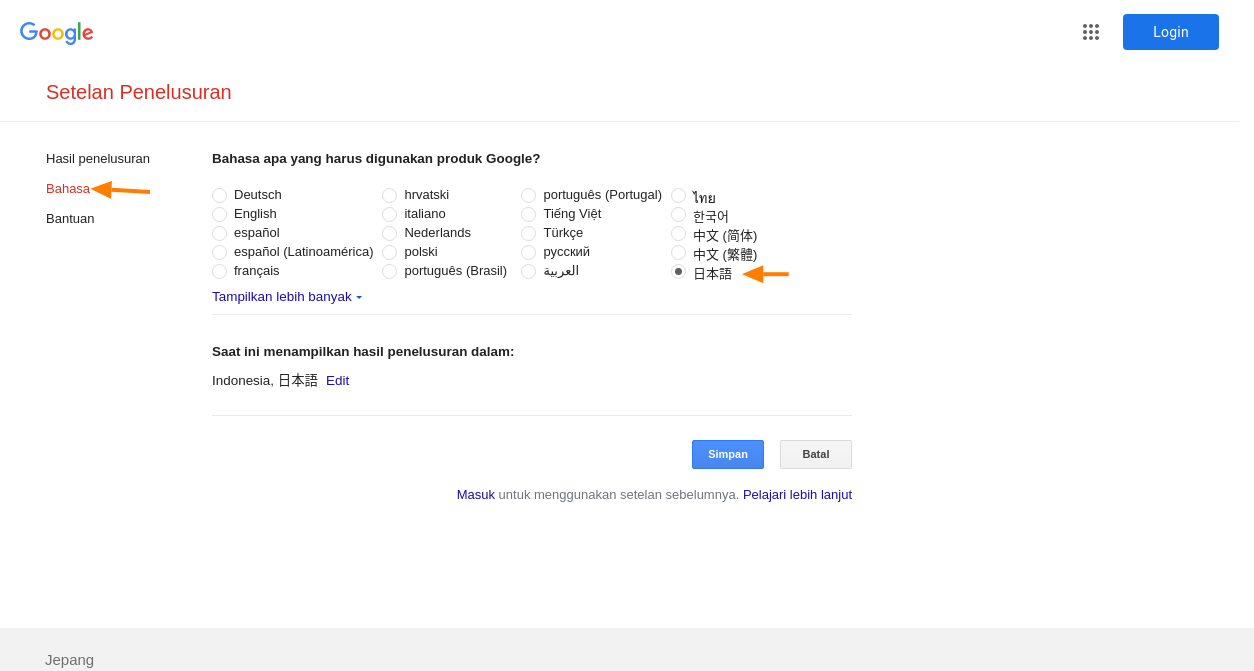 Google
Login
Setelan Penelusuran
Hasil penelusuran
Bahasa
Bantuan
Bahasa apa yang harus digunakan produk Google?
Deutsch
English
español
español (Latinoamérica)
français
hrvatski
italiano
Nederlands
polski
português (Brasil)
português (Portugal)
Tiếng Việt
Türkçe
русский
العربية
ไทย
한국어
中文 (简体)
中文 (繁體)
日本語
Tampilkan lebih banyak
Saat ini menampilkan hasil penelusuran dalam:
Indonesia, 日本語 Edit
Simpan
Batal
Masuk untuk menggunakan setelan sebelumnya. Pelajari lebih lanjut
Jepang